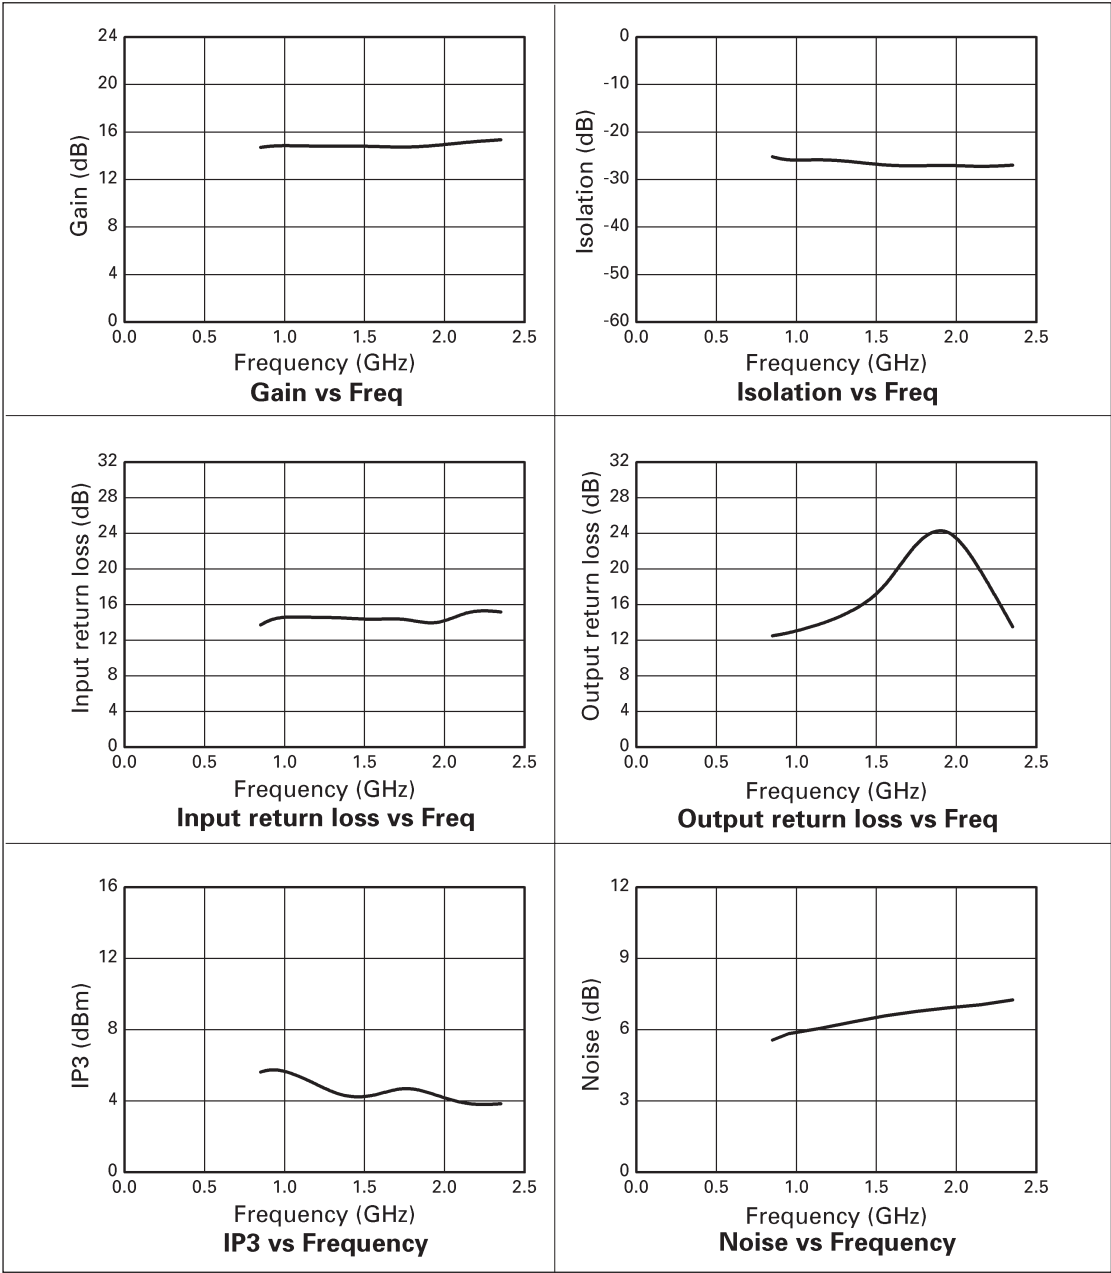 24
20
16
12
8
4
0
Gain (dB)
0.0 0.5 1.0 1.5 2.0 2.5
Frequency (GHz)
Gain vs Freq
0
-10
-20
-30
-40
-50
-60
Isolation (dB)
0.0 0.5 1.0 1.5 2.0 2.5
Frequency (GHz)
Isolation vs Freq
32
28
24
20
16
12
8
4
0
Input return loss (dB)
0.0 0.5 1.0 1.5 2.0 2.5
Frequency (GHz)
Input return loss vs Freq
32
28
24
20
16
12
8
4
0
Output return loss (dB)
0.0 0.5 1.0 1.5 2.0 2.5
Frequency (GHz)
Output return loss vs Freq
16
12
8
4
0
IP3 (dBm)
0.0 0.5 1.0 1.5 2.0 2.5
Frequency (GHz)
IP3 vs Frequency
12
9
6
3
0
Noise (dB)
0.0 0.5 1.0 1.5 2.0 2.5
Frequency (GHz)
Noise vs Frequency